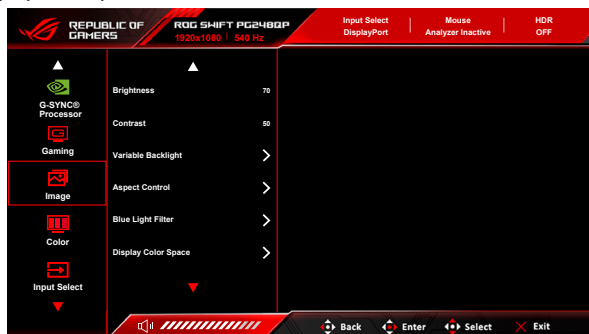 REPUBLIC OF
GAMERS
ROG SWIFT PG248QP
1920x1080 | 540 Hz
Input Select
DisplayPort
Mouse
Analyzer Inactive
HDR
OFF
G-SYNC®
Processor
Gaming
Image
Color
Input Select
Brightness 70
Contrast 50
Variable Backlight
Aspect Control
Blue Light Filter
Display Color Space
Back
Enter
Select
Exit